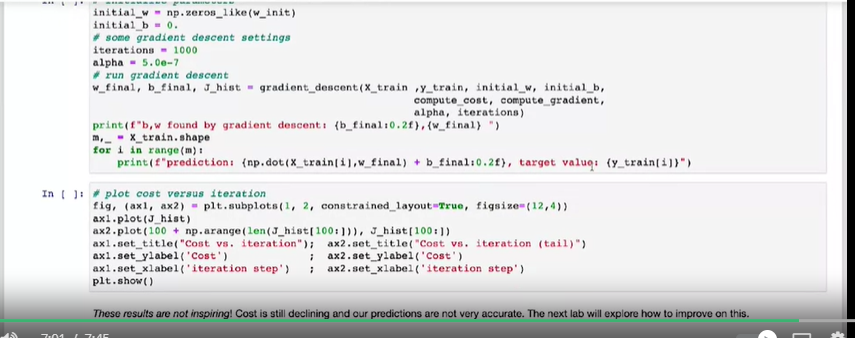 In [ ]: # initialize parameters
initial_w = np.zeros_like(w_init)
initial_b = 0.
# some gradient descent settings
iterations = 1000
alpha = 5.0e-7
# run gradient descent
w_final, b_final, J_hist = gradient_descent(X_train ,y_train, initial_w, initial_b,
compute_cost, compute_gradient,
alpha, iterations)
print(f"b,w found by gradient descent: {b_final:0.2f},{w_final} ")
m,_ = X_train.shape
for i in range(m):
print(f"prediction: {np.dot(X_train[i],w_final) + b_final:0.2f}, target value: {y_train[i]}")
In [ ]: # plot cost versus iteration
fig, (ax1, ax2) = plt.subplots(1, 2, constrained_layout=True, figsize=(12,4))
ax1.plot(J_hist)
ax2.plot(100 + np.arange(len(J_hist[100:])), J_hist[100:])
ax1.set_title("Cost vs. iteration"); ax2.set_title("Cost vs. iteration (tail)")
ax1.set_ylabel('Cost') ; ax2.set_ylabel('Cost')
ax1.set_xlabel('iteration step') ; ax2.set_xlabel('iteration step')
plt.show()
These results are not inspiring! Cost is still declining and our predictions are not very accurate. The next lab will explore how to improve on this.
7:01 / 7:45